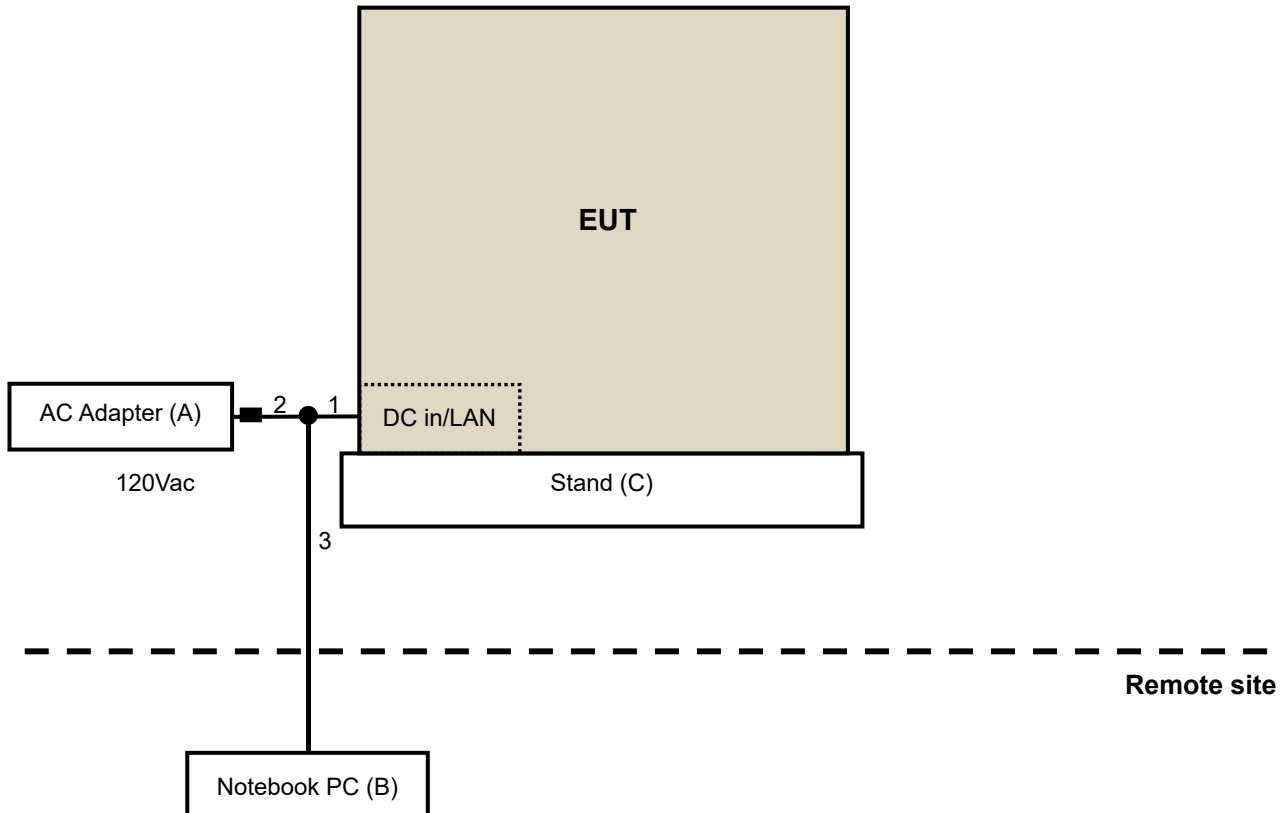 EUT
AC Adapter (A)
2
1
DC in/LAN
120Vac
Stand (C)
3
Remote site
Notebook PC (B)